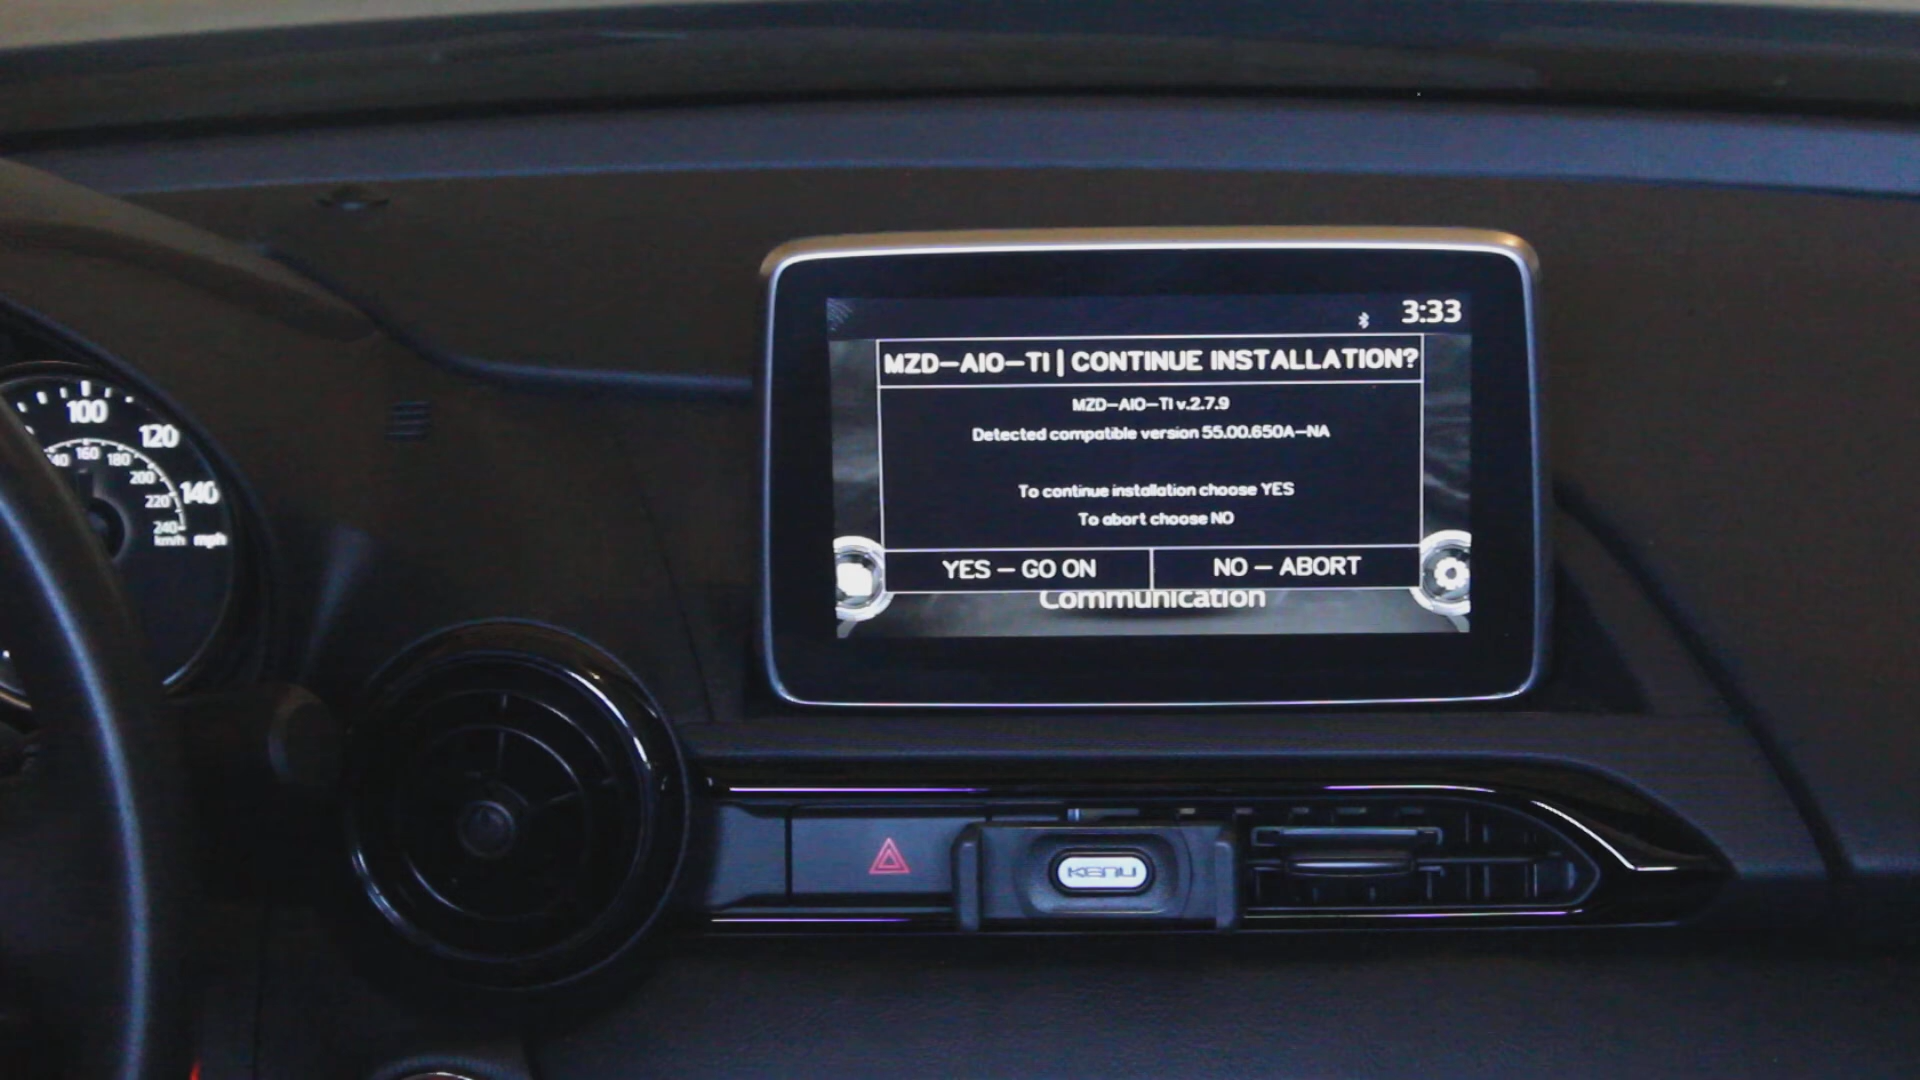 3:33
MZD-AIO-TI | CONTINUE INSTALLATION?
MZD-AIO-TI v.2.7.9
Detected compatible version 55.00.650A-NA
To continue installation choose YES
To abort choose NO
YES - GO ON
NO - ABORT
Communication
100
120
140
mph
160
180
200
220
240
km/h
KENU